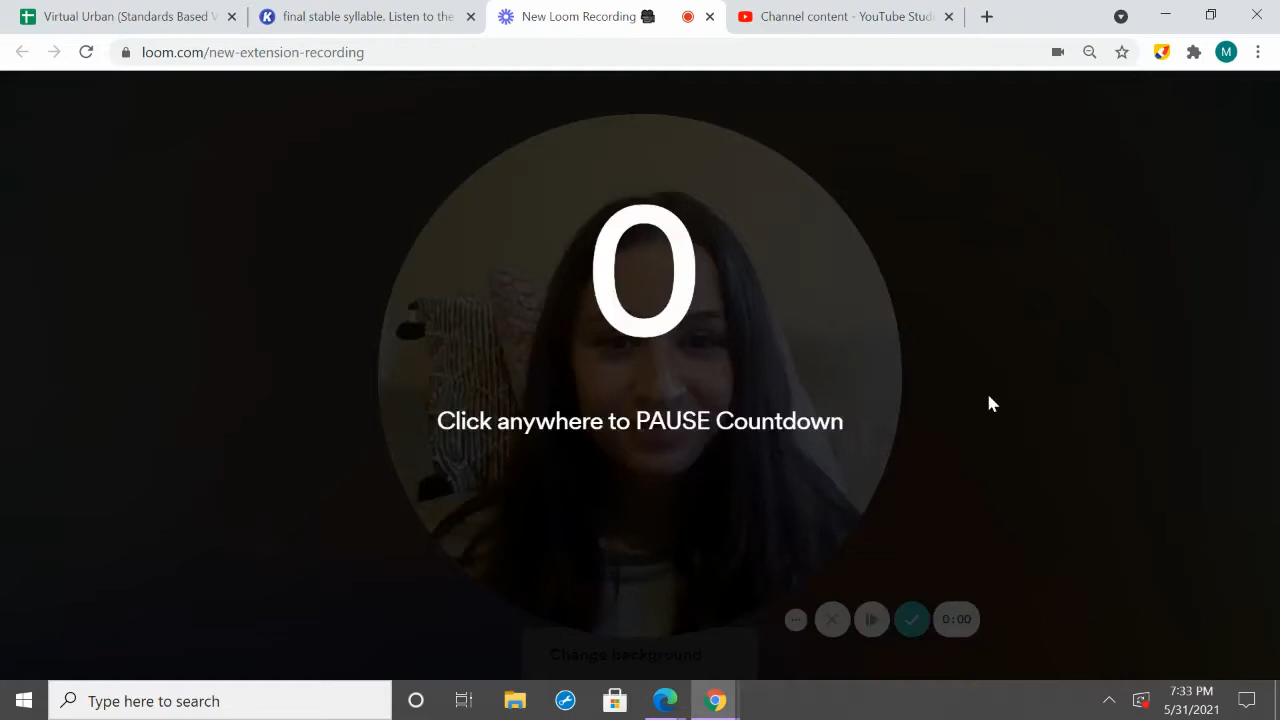 Virtual Urban (Standards Based V
final stable syllable,Listen to the
New Loom Recording 🎥
Channel content - YouTube Stud
loom.com/new-extension-recording
M
0
Click anywhere to PAUSE Countdown
0:00
Change background
Type here to search
7:33 PM
5/31/2021